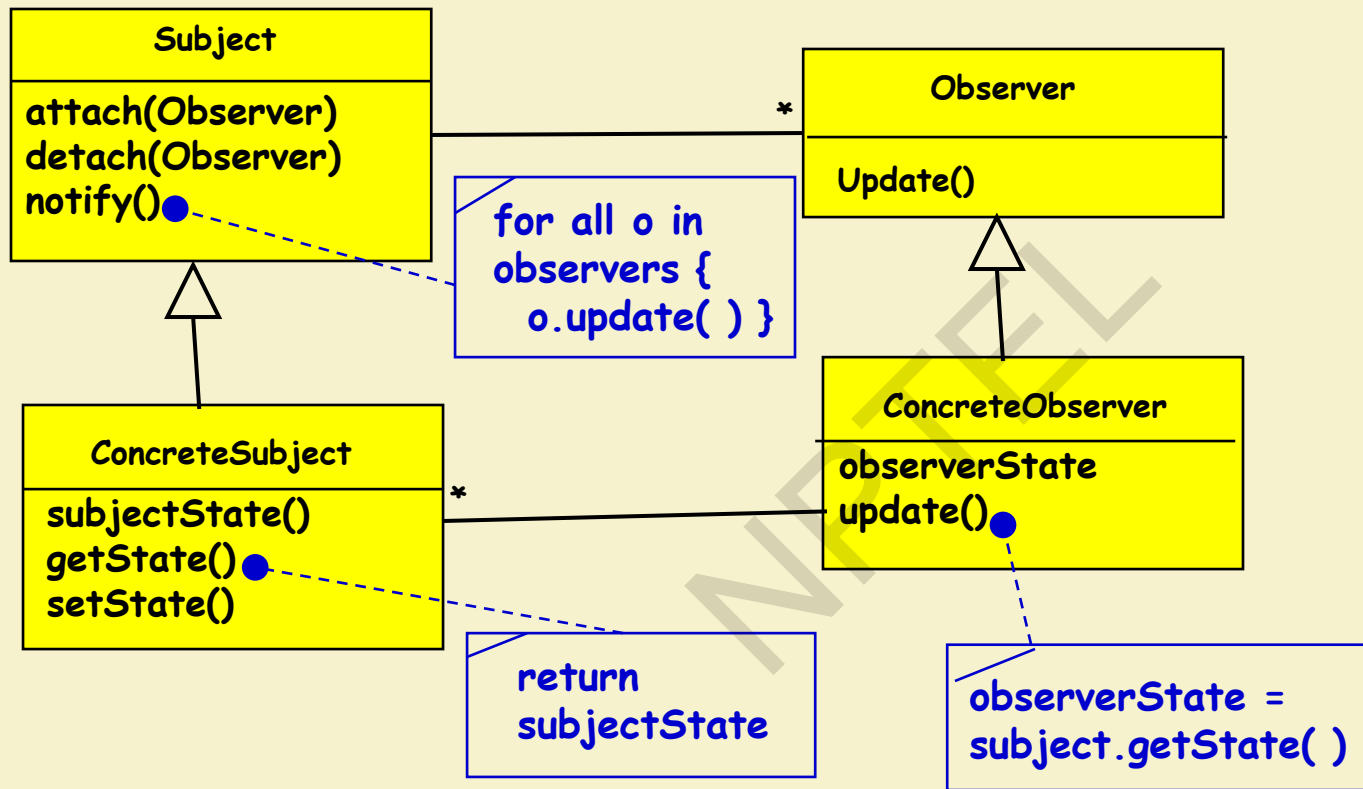 Subject
attach(Observer)
detach(Observer)
notify()
*
Observer
Update()
for all o in
observers {
o.update( ) }
ConcreteSubject
subjectState()
getState()
setState()
*
ConcreteObserver
observerState
update()
return
subjectState
observerState =
subject.getState( )
NPTEL